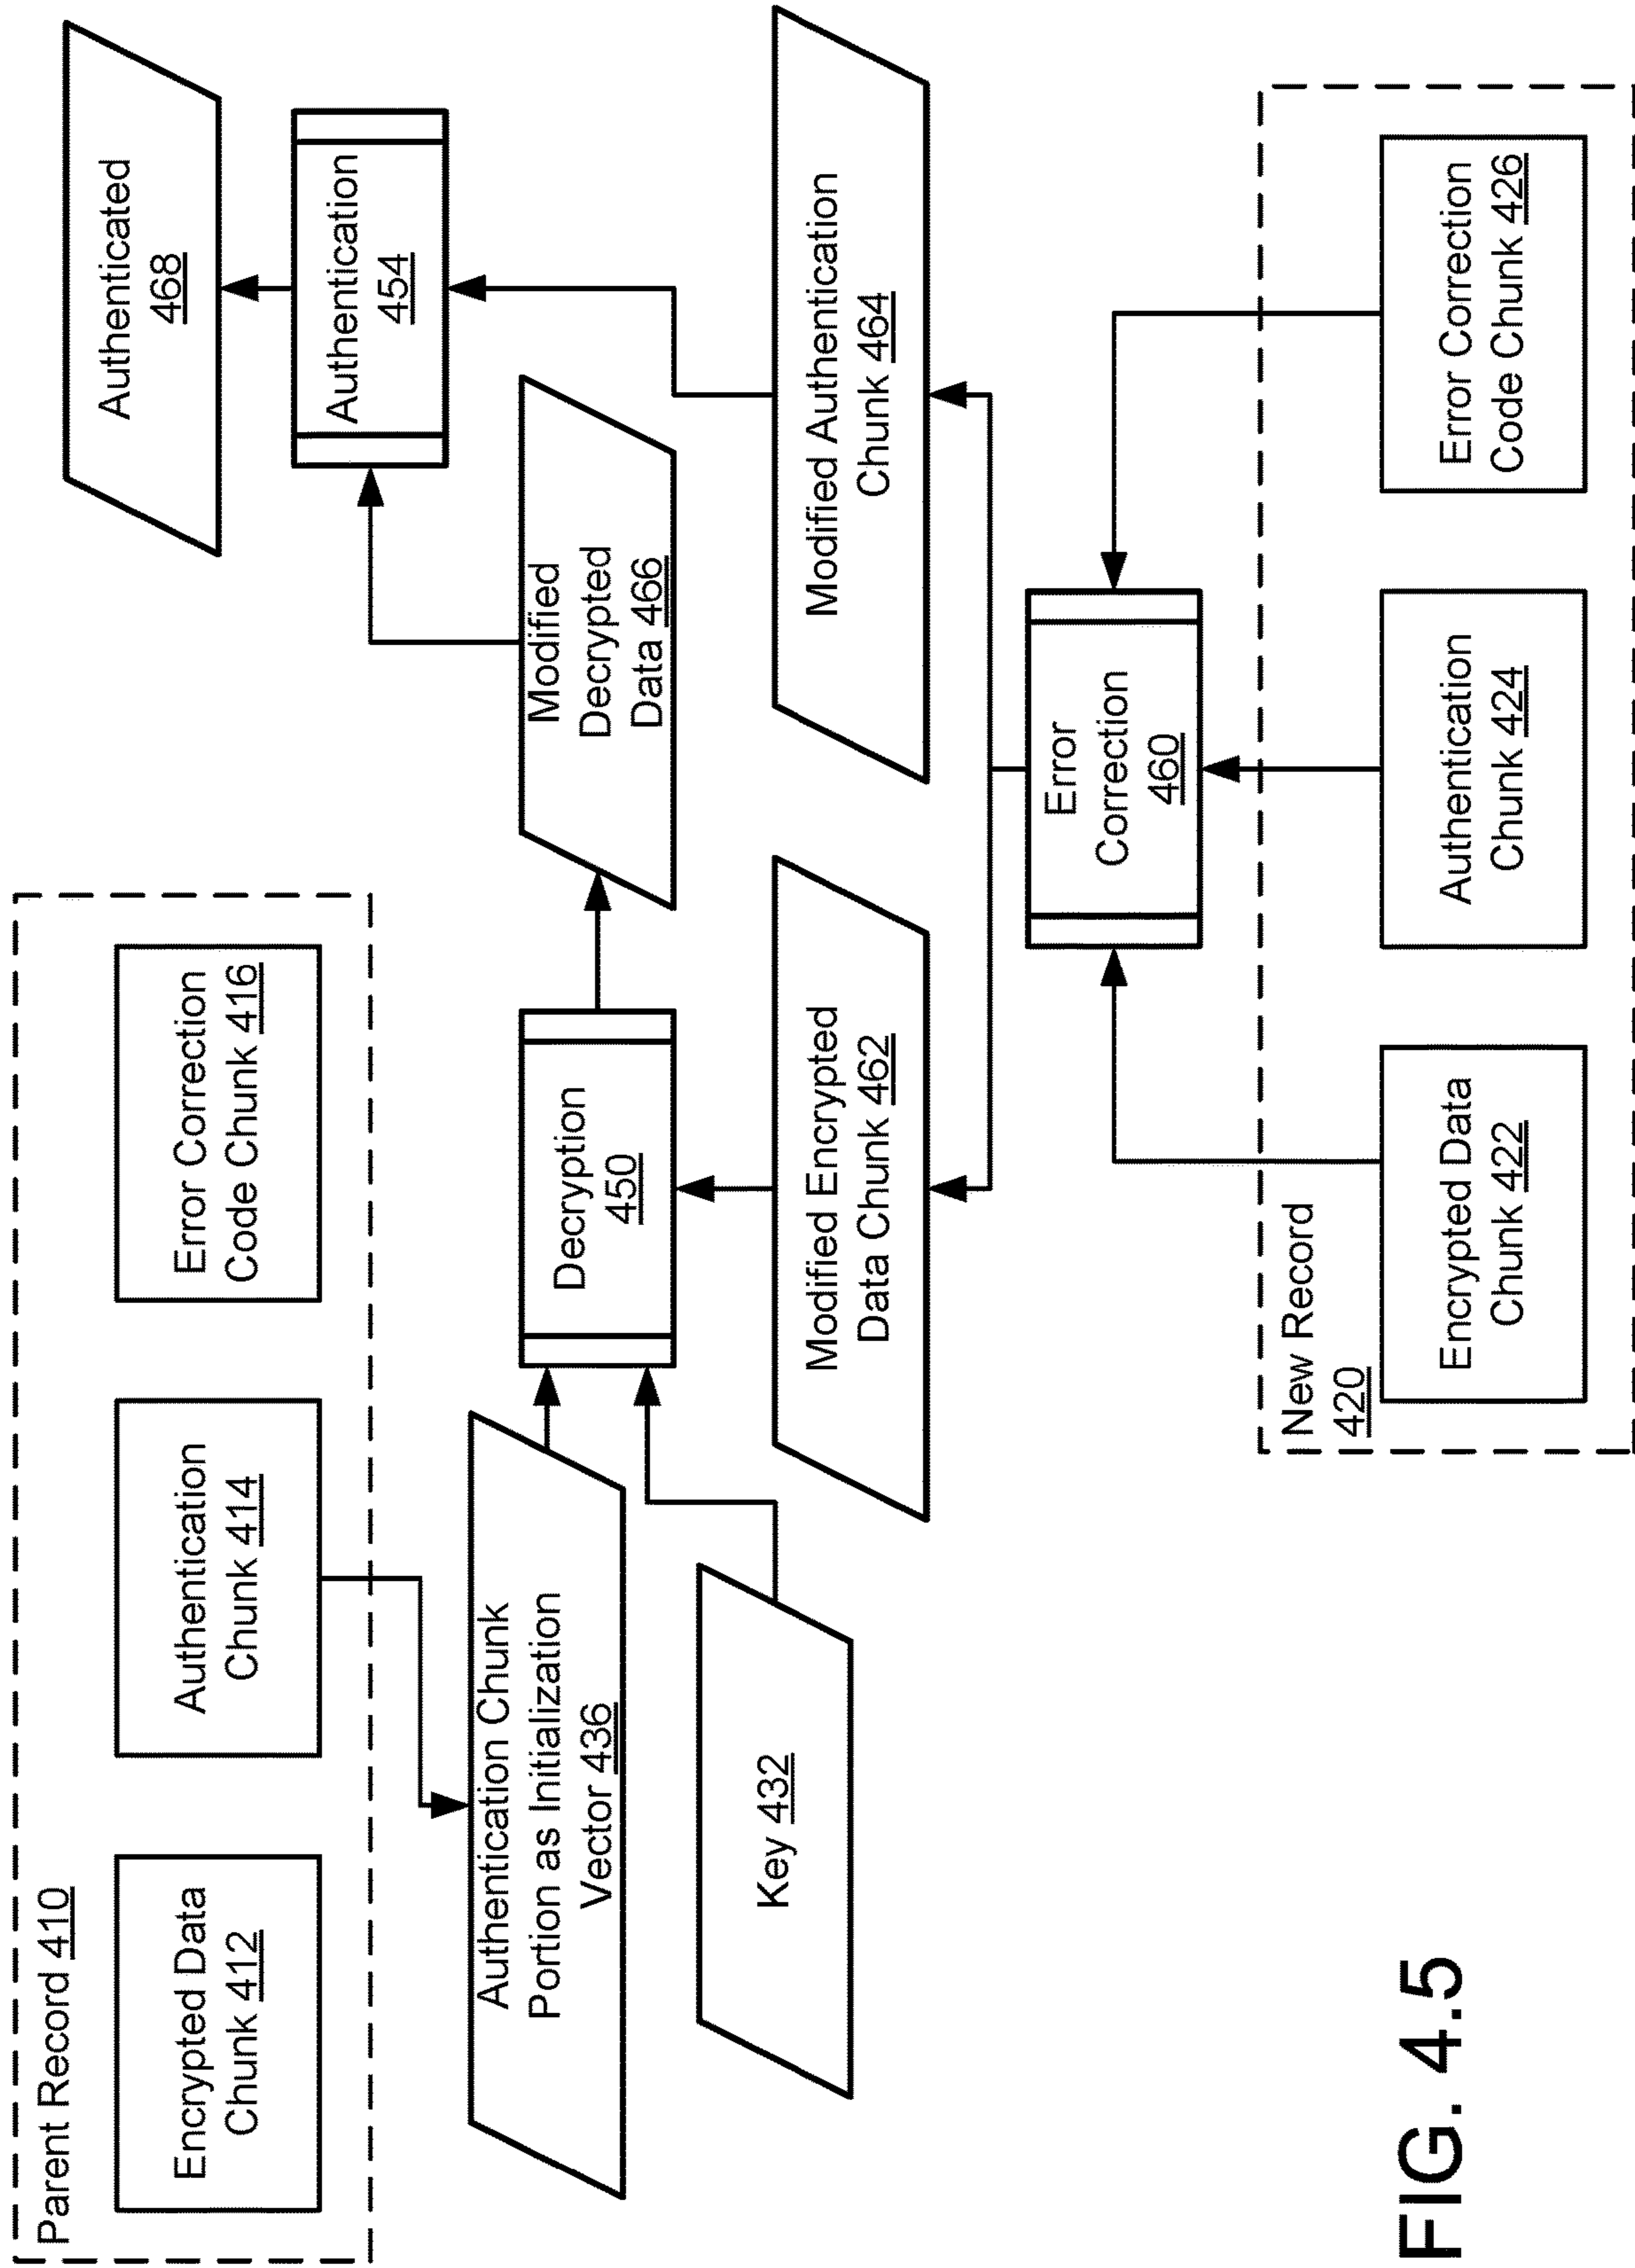 Parent Record 410
Encrypted Data
Chunk 412
Authentication
Chunk 414
Error Correction
Code Chunk 416
Authentication Chunk
Portion as Initialization
Vector 436
Key 432
Decryption
450
Modified
Decrypted
Data 466
Authentication
454
Authenticated
468
Modified Encrypted
Data Chunk 462
Modified Authentication
Chunk 464
Error
Correction
460
New Record
420
Encrypted Data
Chunk 422
Authentication
Chunk 424
Error Correction
Code Chunk 426
FIG. 4.5